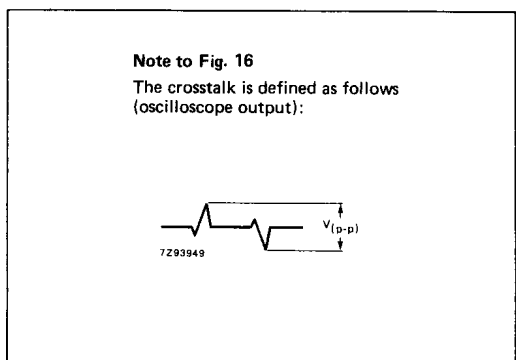 Note to Fig. 16
The crosstalk is defined as follows
(oscilloscope output):
V(p-p)
7Z93949